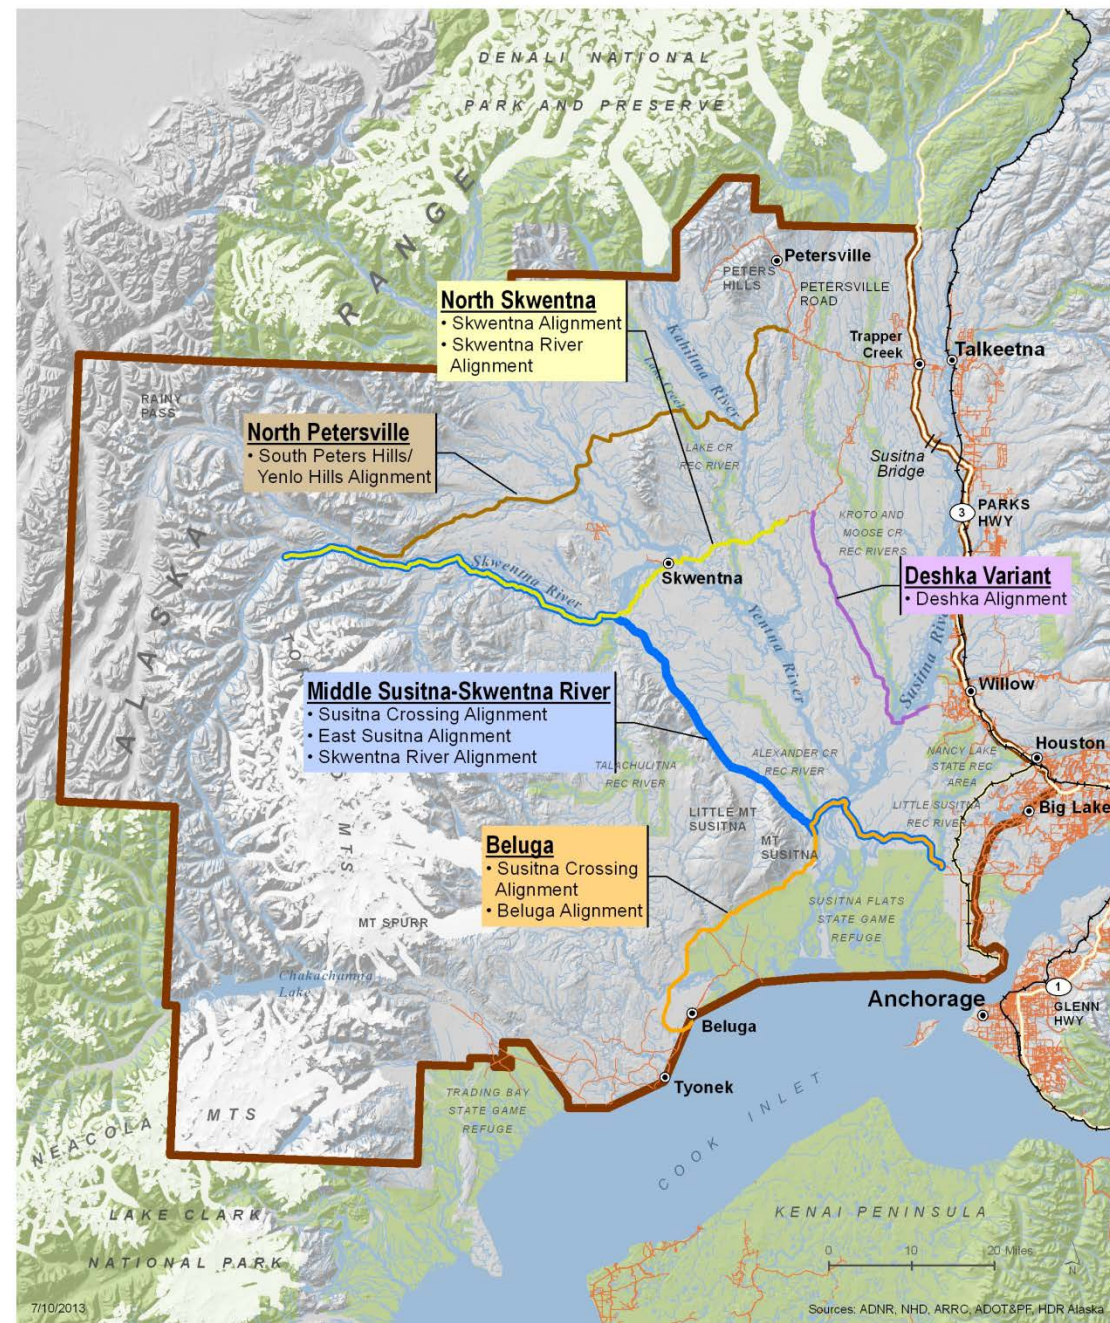 DENALI NATIONAL
PARK AND PRESERVE
RANGE
Petersville
PETERS
HILLS
PETERSVILLE
ROAD
North Skwentna
• Skwentna Alignment
• Skwentna River
Alignment
Kahiltna River
Lake Creek
Trapper
Creek
Talkeetna
RAINY
PASS
North Petersville
• South Peters Hills/
Yenlo Hills Alignment
LAKE CR
REC RIVER
Susitna
Bridge
3
PARKS
HWY
KROTO AND
MOOSE CR
REC RIVERS
ALASKA
Skwentna River
Skwentna
Deshka Variant
• Deshka Alignment
Yentna River
Susitna River
Middle Susitna-Skwentna River
• Susitna Crossing Alignment
• East Susitna Alignment
• Skwentna River Alignment
Willow
Houston
NANCY LAKE
STATE REC
AREA
ALEXANDER CR
REC RIVER
TALACHULITNA
REC RIVER
Big Lake
LITTLE SUSITNA
REC RIVER
LITTLE MT
SUSITNA
MT
SUSITNA
MTS
Beluga
• Susitna Crossing
Alignment
• Beluga Alignment
SUSITNA FLATS
STATE GAME
REFUGE
MT SPURR
Chakachamna
Lake
Anchorage
1
GLENN
HWY
Beluga
Tyonek
TRADING BAY
STATE GAME
REFUGE
COOK INLET
NEACOLA
MTS
LAKE CLARK
NATIONAL PARK
KENAI PENINSULA
0 10 20 Miles
N
7/10/2013
Sources: ADNR, NHD, ARRC, ADOT&PF, HDR Alaska